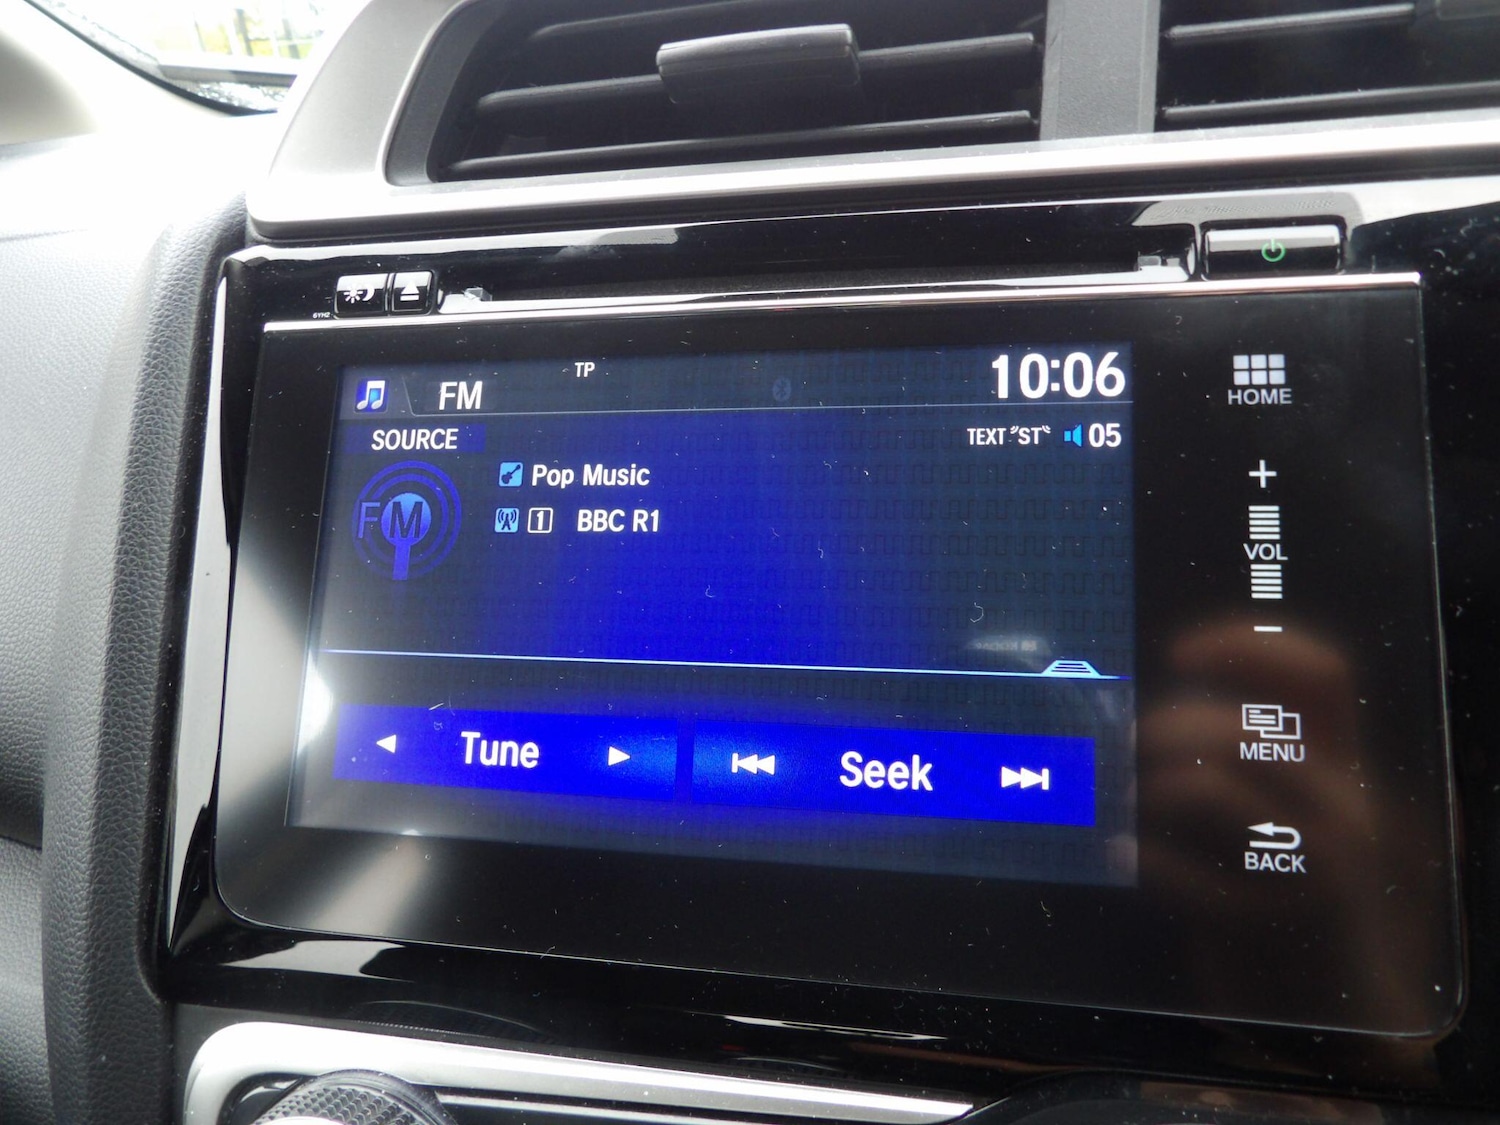 6YHZ
FM
TP
10:06
SOURCE
TEXT "ST" 05
FM
Pop Music
1 BBC R1
Tune
Seek
HOME
+
VOL
−
MENU
BACK